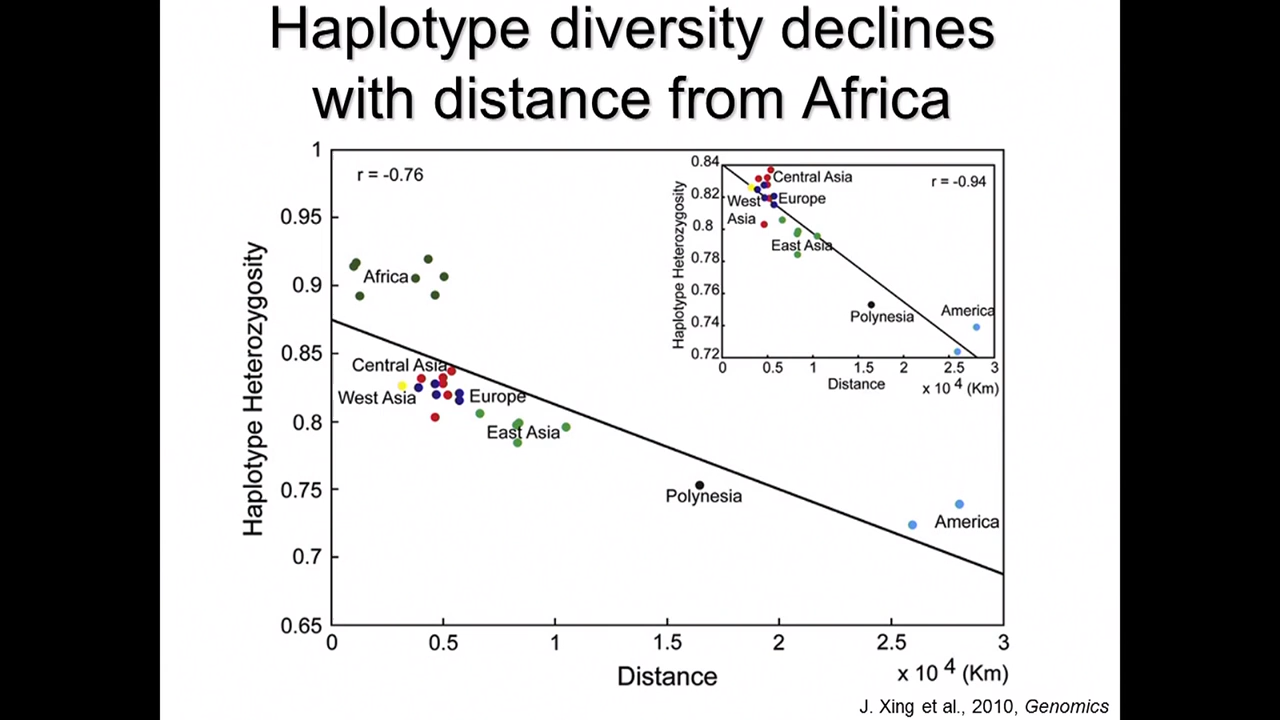 Haplotype diversity declines
with distance from Africa
1
0.95
0.9
0.85
0.8
0.75
0.7
0.65
Haplotype Heterozygosity
r = -0.76
Africa
Central Asia
West Asia
Europe
East Asia
Polynesia
America
0 0.5 1 1.5 2 2.5 3
Distance
x 10 4 (Km)
0.84
0.82
0.8
0.78
0.76
0.74
0.72
Haplotype Heterozygosity
r = -0.94
Central Asia
West
Asia
Europe
East Asia
Polynesia
America
0 0.5 1 1.5 2 2.5 3
Distance
x 10 4 (Km)
J. Xing et al., 2010, Genomics